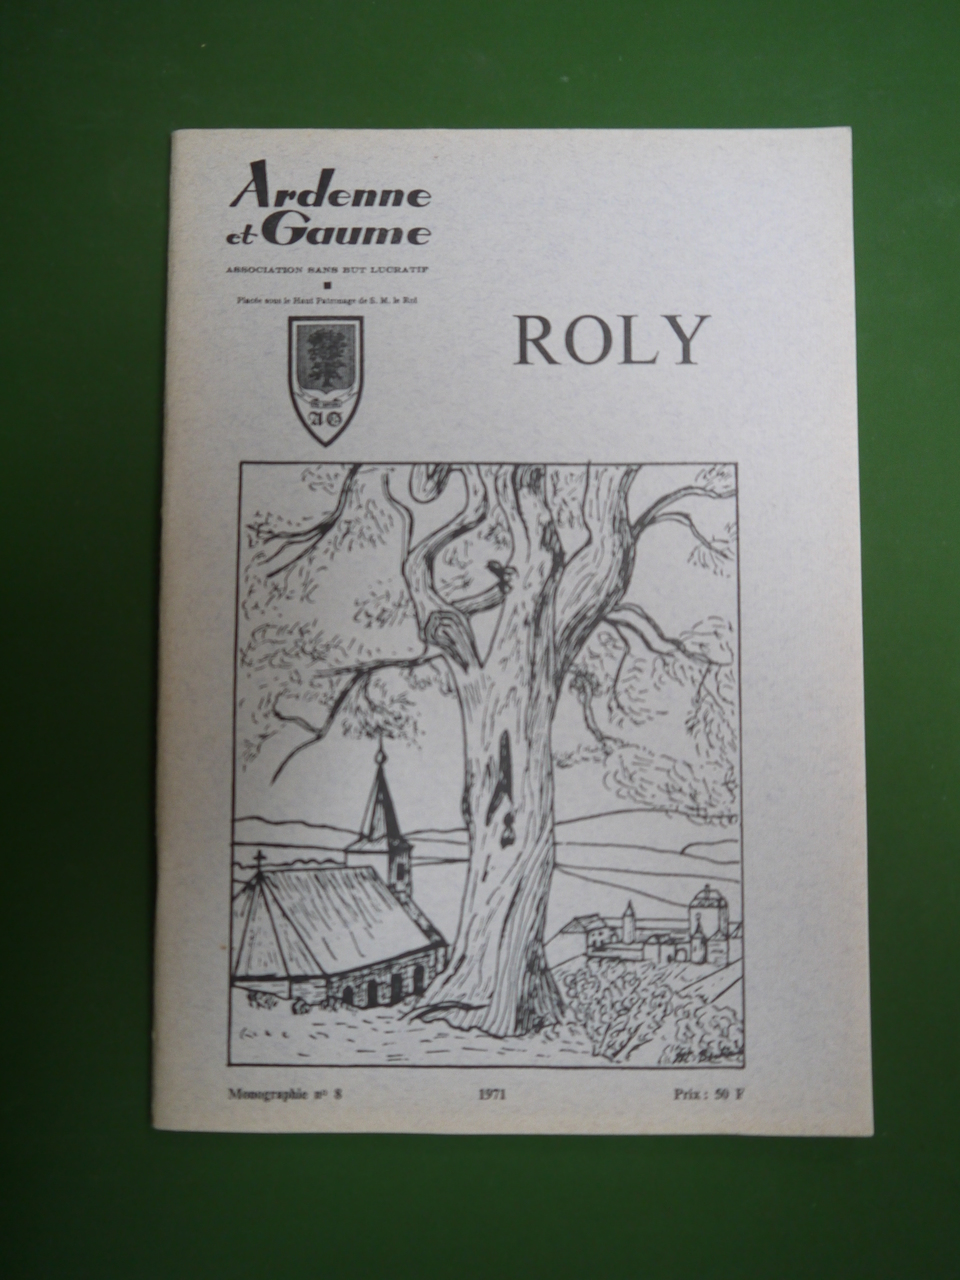 Ardenne
et Gaume
ASSOCIATION SANS BUT LUCRATIF
Placée sous le Haut Patronage de S. M. le Roi
ROLY
A G
Monographie n° 8 1971 Prix : 50 F